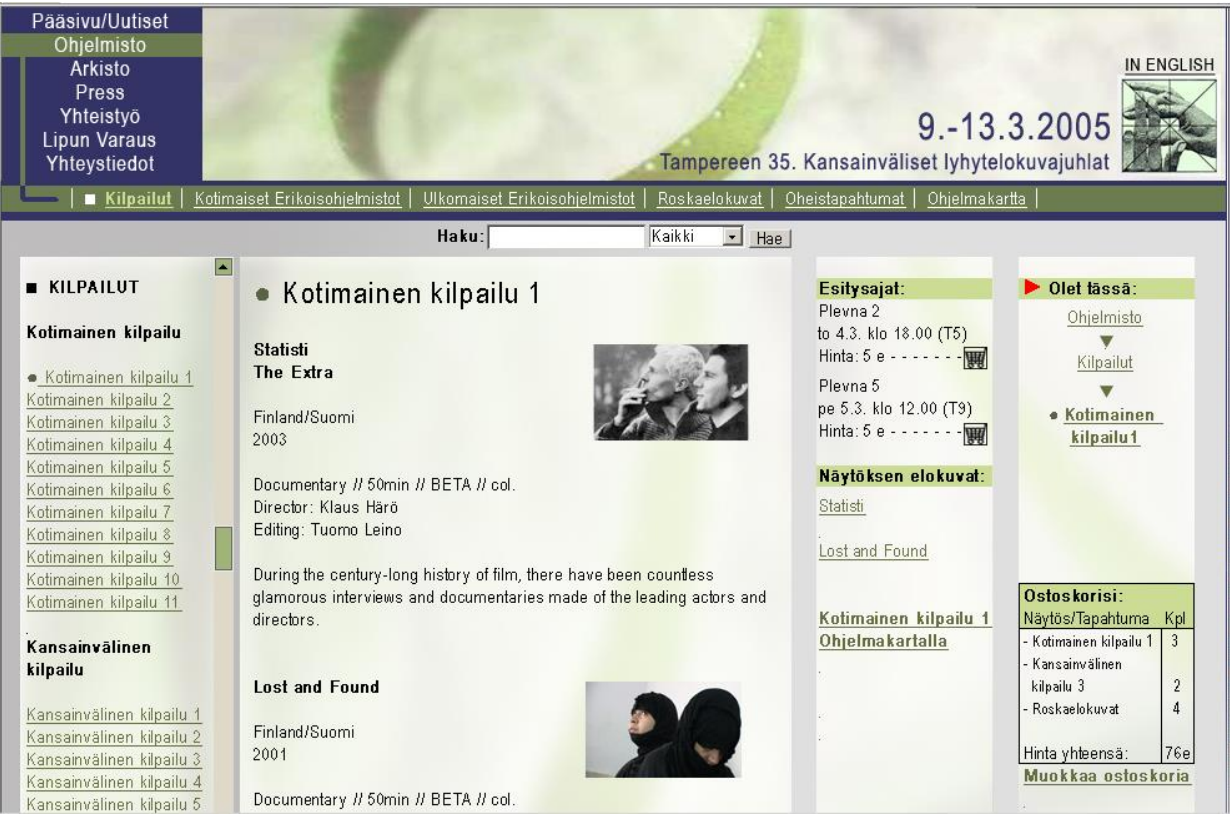 Pääsivu/Uutiset
Ohjelmisto
Arkisto
Press
Yhteistyö
Lipun Varaus
Yhteystiedot
IN ENGLISH
9.-13.3.2005
Tampereen 35. Kansainväliset lyhytelokuvajuhlat
Kilpailut | Kotimaiset Erikoisohjelmistot | Ulkomaiset Erikoisohjelmistot | Roskaelokuvat | Oheistapahtumat | Ohjelmakartta |
Haku: Kaikki Hae
KILPAILUT
Kotimainen kilpailu
Kotimainen kilpailu 1
Kotimainen kilpailu 2
Kotimainen kilpailu 3
Kotimainen kilpailu 4
Kotimainen kilpailu 5
Kotimainen kilpailu 6
Kotimainen kilpailu 7
Kotimainen kilpailu 8
Kotimainen kilpailu 9
Kotimainen kilpailu 10
Kotimainen kilpailu 11
Kansainvälinen
kilpailu
Kansainvälinen kilpailu 1
Kansainvälinen kilpailu 2
Kansainvälinen kilpailu 3
Kansainvälinen kilpailu 4
Kansainvälinen kilpailu 5
Kotimainen kilpailu 1
Statisti
The Extra
Finland/Suomi
2003
Documentary // 50min // BETA // col.
Director: Klaus Härö
Editing: Tuomo Leino
During the century-long history of film, there have been countless
glamorous interviews and documentaries made of the leading actors and
directors.
Lost and Found
Finland/Suomi
2001
Documentary // 50min // BETA // col.
Esitysajat:
Plevna 2
to 4.3. klo 18.00 (T5)
Hinta: 5 e - - - - - - -
Plevna 5
pe 5.3. klo 12.00 (T9)
Hinta: 5 e - - - - - - -
Näytöksen elokuvat:
Statisti
Lost and Found
Kotimainen kilpailu 1
Ohjelmakartalla
Olet tässä:
Ohjelmisto
Kilpailut
Kotimainen
kilpailu1
Ostoskorisi:
Näytös/Tapahtuma Kpl
- Kotimainen kilpailu 1 3
- Kansainvälinen
kilpailu 3 2
- Roskaelokuvat 4
Hinta yhteensä: 76e
Muokkaa ostoskoria